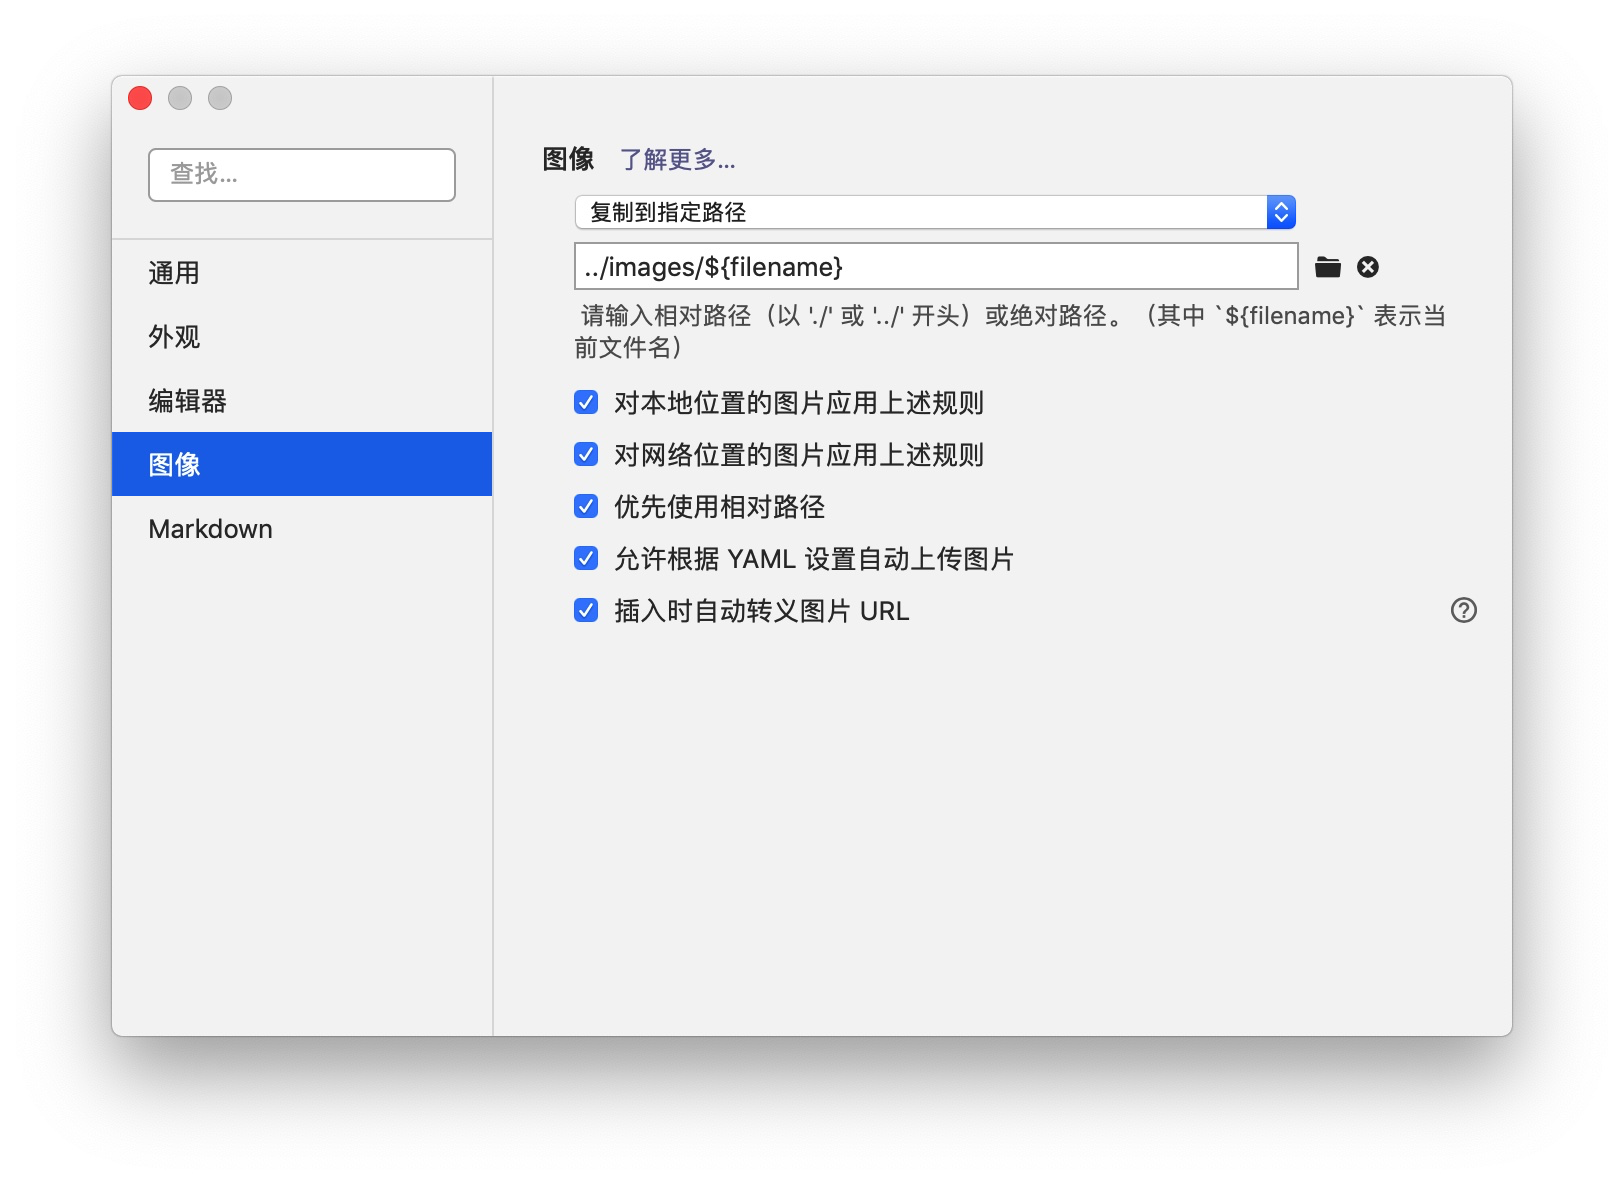 查找...
通用
外观
编辑器
图像
Markdown
图像 了解更多...
复制到指定路径
../images/${filename}
请输入相对路径（以 './' 或 '../' 开头）或绝对路径。（其中 `${filename}` 表示当
前文件名）
对本地位置的图片应用上述规则
对网络位置的图片应用上述规则
优先使用相对路径
允许根据 YAML 设置自动上传图片
插入时自动转义图片 URL